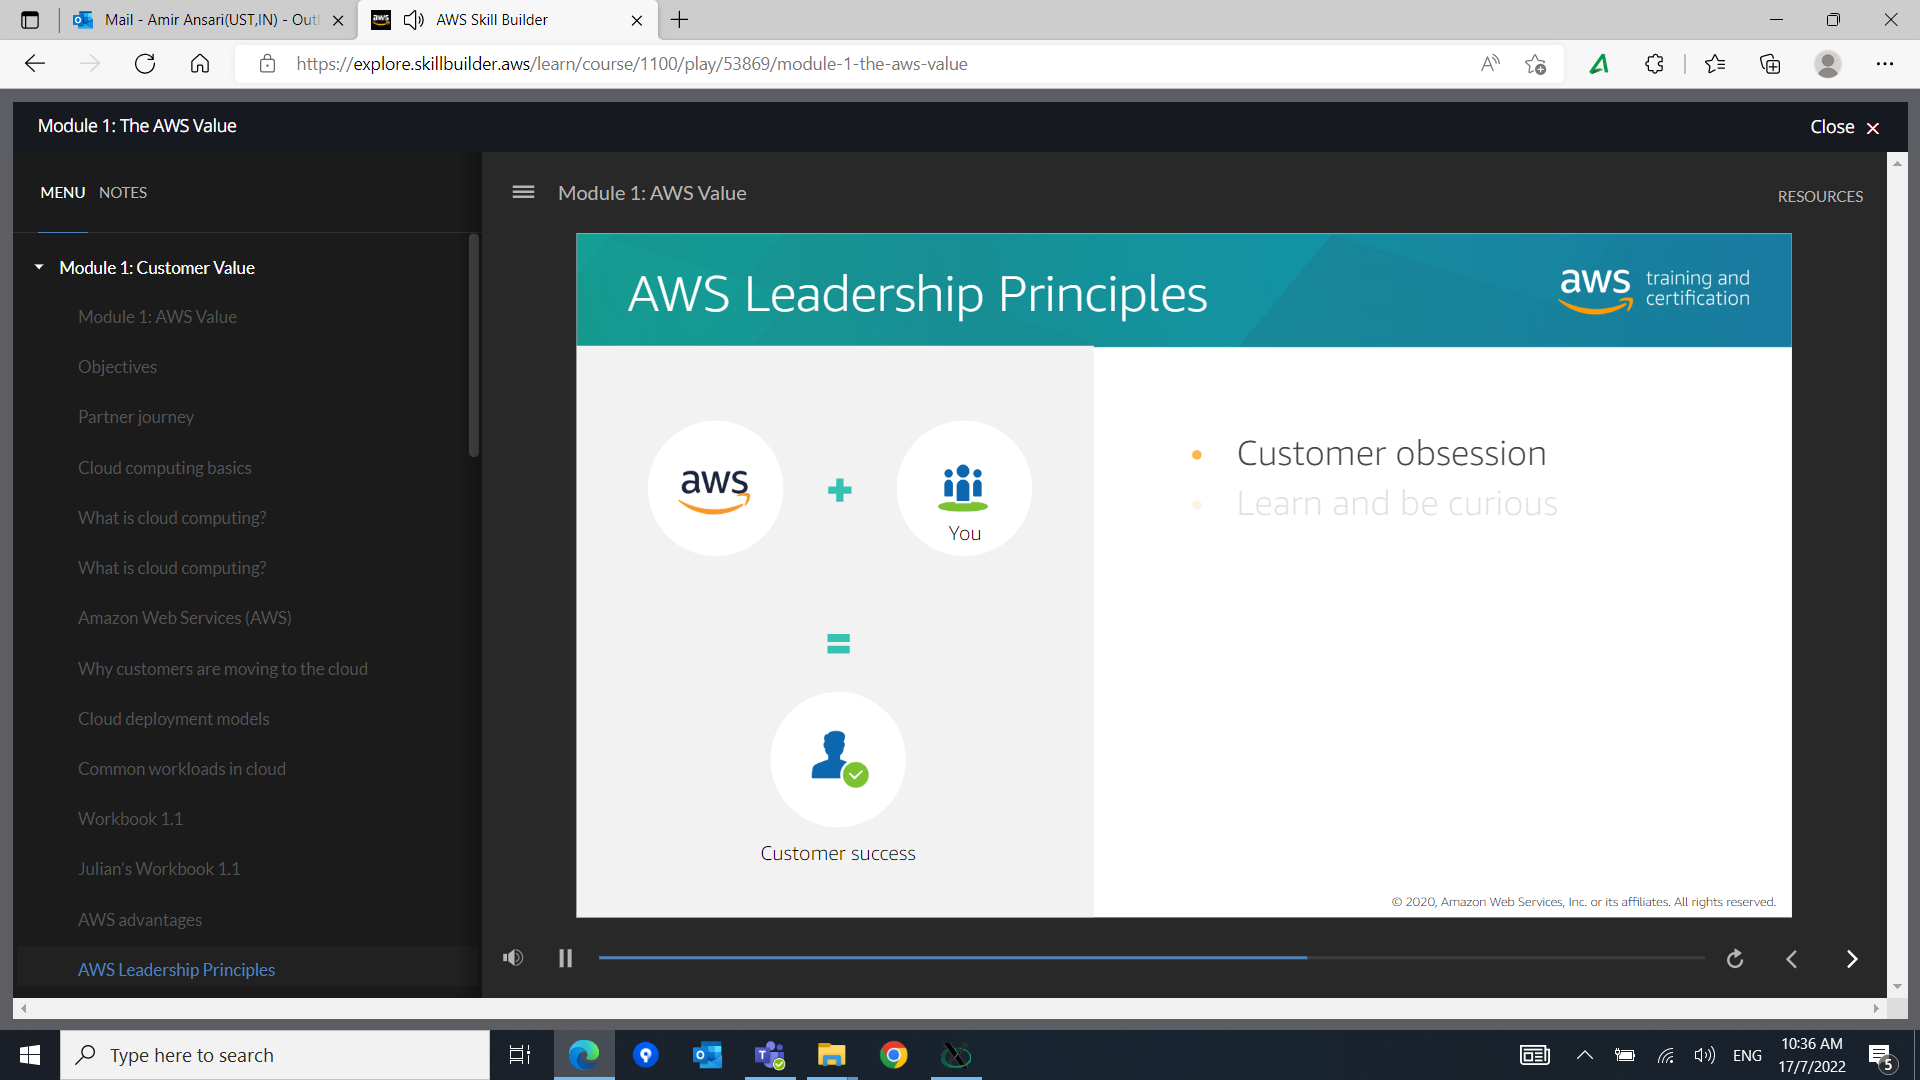 Mail - Amir Ansari(UST,IN) - Outl
aws
AWS Skill Builder
https://explore.skillbuilder.aws/learn/course/1100/play/53869/module-1-the-aws-value
Module 1: The AWS Value
Close
MENU
NOTES
Module 1: AWS Value
RESOURCES
Module 1: Customer Value
Module 1: AWS Value
Objectives
Partner journey
Cloud computing basics
What is cloud computing?
What is cloud computing?
Amazon Web Services (AWS)
Why customers are moving to the cloud
Cloud deployment models
Common workloads in cloud
Workbook 1.1
Julian's Workbook 1.1
AWS advantages
AWS Leadership Principles
AWS Leadership Principles
aws training and
certification
aws
You
Customer success
Customer obsession
Learn and be curious
© 2020, Amazon Web Services, Inc. or its affiliates. All rights reserved.
Type here to search
ENG
10:36 AM
17/7/2022
5